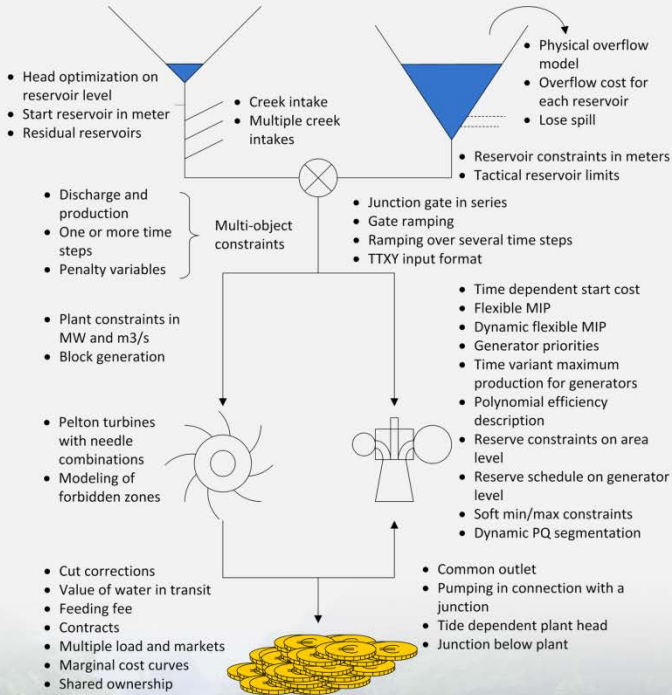 • Head optimization on
reservoir level
• Start reservoir in meter
• Residual reservoirs
• Creek intake
• Multiple creek
intakes
• Physical overflow
model
• Overflow cost for
each reservoir
• Lose spill
• Reservoir constraints in meters
• Tactical reservoir limits
• Discharge and
production
• One or more time
steps
• Penalty variables
Multi-object
constraints
• Junction gate in series
• Gate ramping
• Ramping over several time steps
• TTXY input format
• Plant constraints in
MW and m3/s
• Block generation
• Time dependent start cost
• Flexible MIP
• Dynamic flexible MIP
• Generator priorities
• Time variant maximum
production for generators
• Polynomial efficiency
description
• Reserve constraints on area
level
• Reserve schedule on generator
level
• Soft min/max constraints
• Dynamic PQ segmentation
• Pelton turbines
with needle
combinations
• Modeling of
forbidden zones
• Cut corrections
• Value of water in transit
• Feeding fee
• Contracts
• Multiple load and markets
• Marginal cost curves
• Shared ownership
• Common outlet
• Pumping in connection with a
junction
• Tide dependent plant head
• Junction below plant